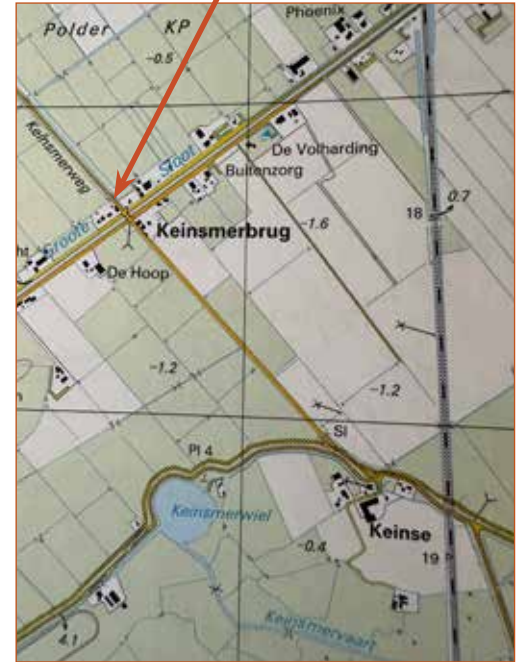 Phoenix
Polder KP
-0.5
Keinsmerweg
De Volharding
Groote Sloot
Buitenzorg
0.7
18
Keinsmerbrug
-1.6
ht
De Hoop
-1.2
-1.2
Sl
Pl 4
Keinsmerwiel
Keinse
-0.4
19
Keinsmervaart
4.1